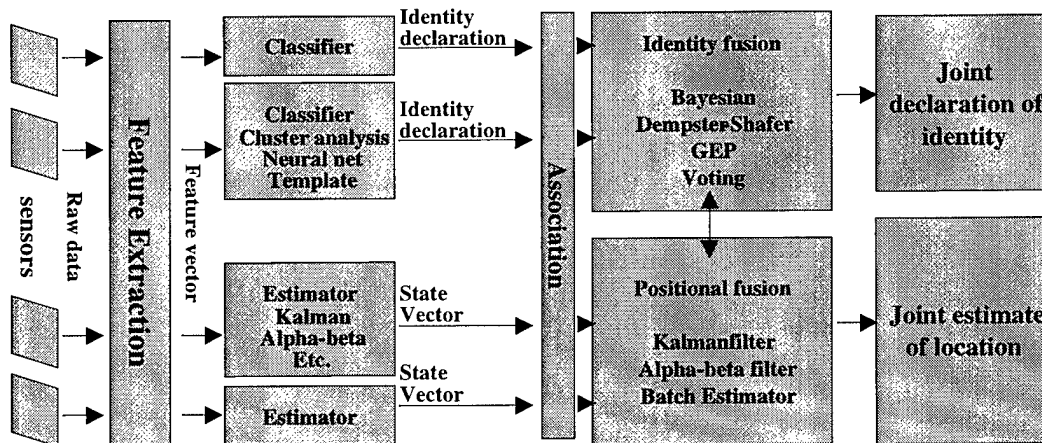 sensors
Raw data
Feature Extraction
Feature vector
Classifier
Identity
declaration
Classifier
Cluster analysis
Neural net
Template
Identity
declaration
Estimator
Kalman
Alpha-beta
Etc.
State
Vector
Estimator
State
Vector
Association
Identity fusion
Bayesian
Dempster-Shafer
GEP
Voting
Positional fusion
Kalmanfilter
Alpha-beta filter
Batch Estimator
Joint
declaration of
identity
Joint estimate
of location